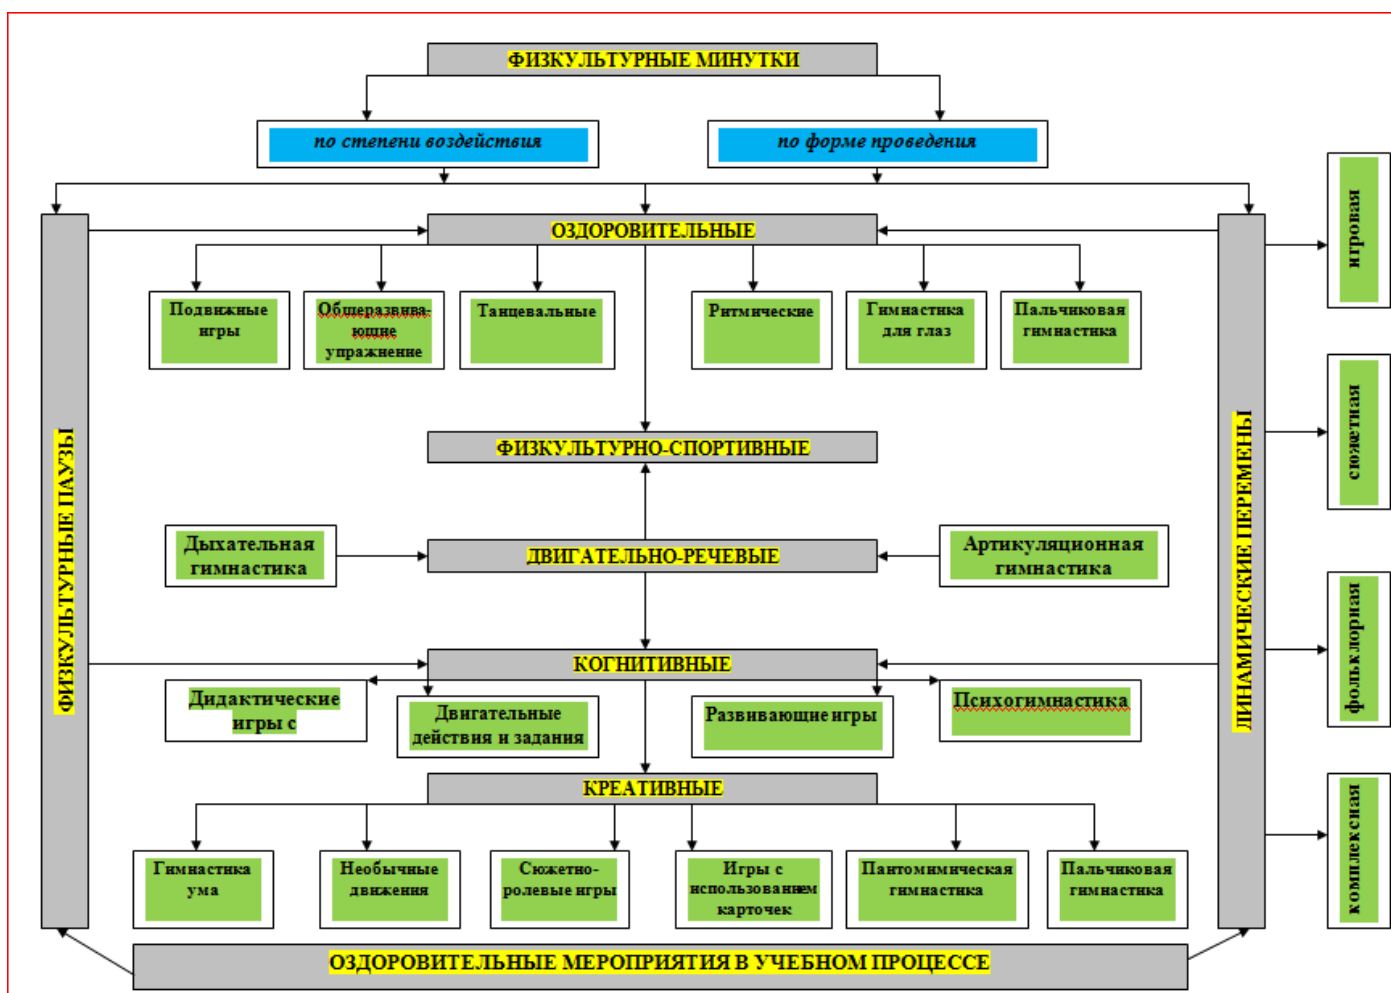 ФИЗКУЛЬТУРНЫЕ МИНУТКИ
по степени воздействия
по форме проведения
ОЗДОРОВИТЕЛЬНЫЕ
Подвижные
игры
Общеразвива-
ющие
упражнение
Танцевальные
Ритмические
Гимнастика
для глаз
Пальчиковая
гимнастика
ФИЗКУЛЬТУРНО-СПОРТИВНЫЕ
Дыхательная
гимнастика
ДВИГАТЕЛЬНО-РЕЧЕВЫЕ
Артикуляционная
гимнастика
КОГНИТИВНЫЕ
Дидактические
игры с
Двигательные
действия и задания
Развивающие игры
Психогимнастика
КРЕАТИВНЫЕ
Гимнастика
ума
Необычные
движения
Сюжетно-
ролевые игры
Игры с
использованием
карточек
Пантомимическая
гимнастика
Пальчиковая
гимнастика
ОЗДОРОВИТЕЛЬНЫЕ МЕРОПРИЯТИЯ В УЧЕБНОМ ПРОЦЕССЕ
ФИЗКУЛЬТУРНЫЕ ПАУЗЫ
ДИНАМИЧЕСКИЕ ПЕРЕМЕНЫ
игровая
сюжетная
фольклорная
комплексная